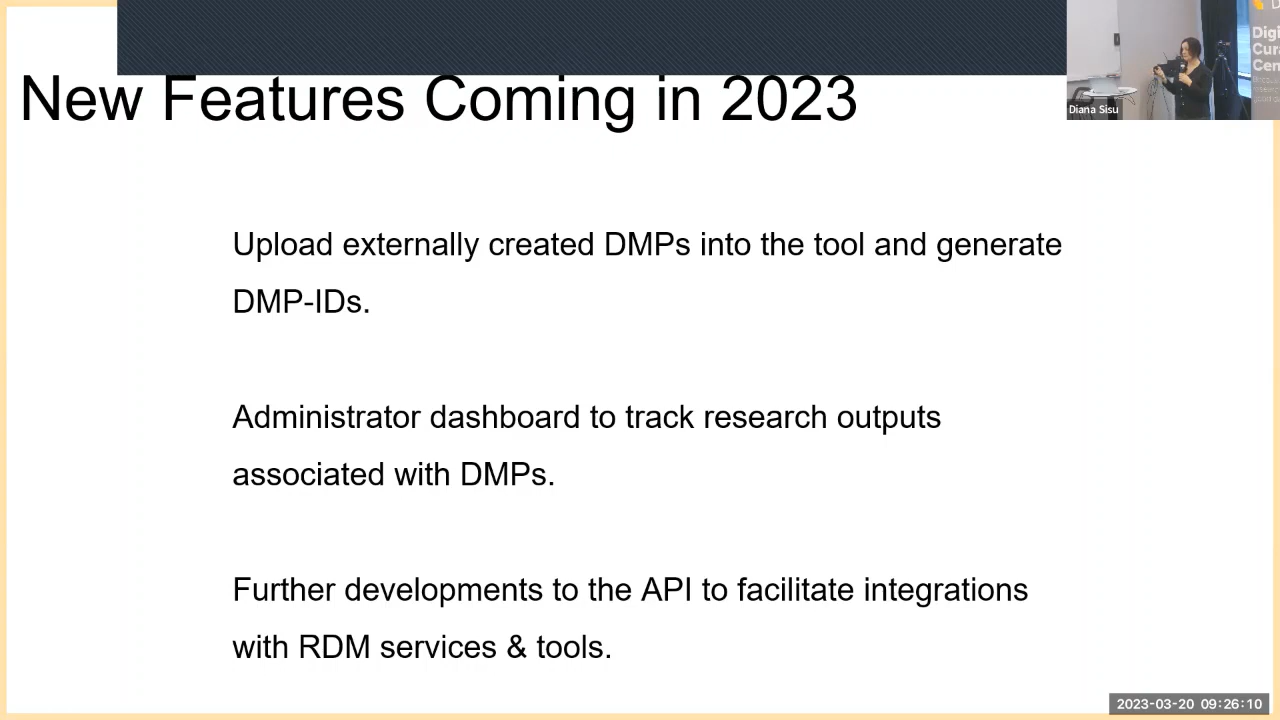 New Features Coming in 2023
Diana Sisu
Upload externally created DMPs into the tool and generate
DMP-IDs.
Administrator dashboard to track research outputs
associated with DMPs.
Further developments to the API to facilitate integrations
with RDM services & tools.
2023-03-20 09:26:10